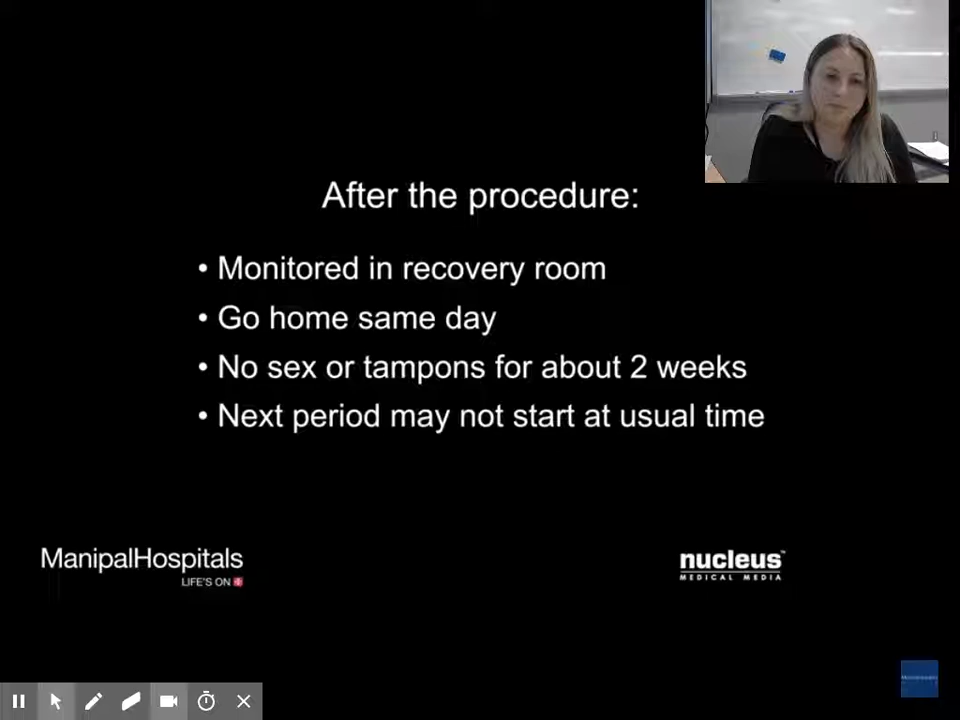 After the procedure:
• Monitored in recovery room
• Go home same day
• No sex or tampons for about 2 weeks
• Next period may not start at usual time
ManipalHospitals
LIFE'S ON
nucleus™
MEDICAL MEDIA